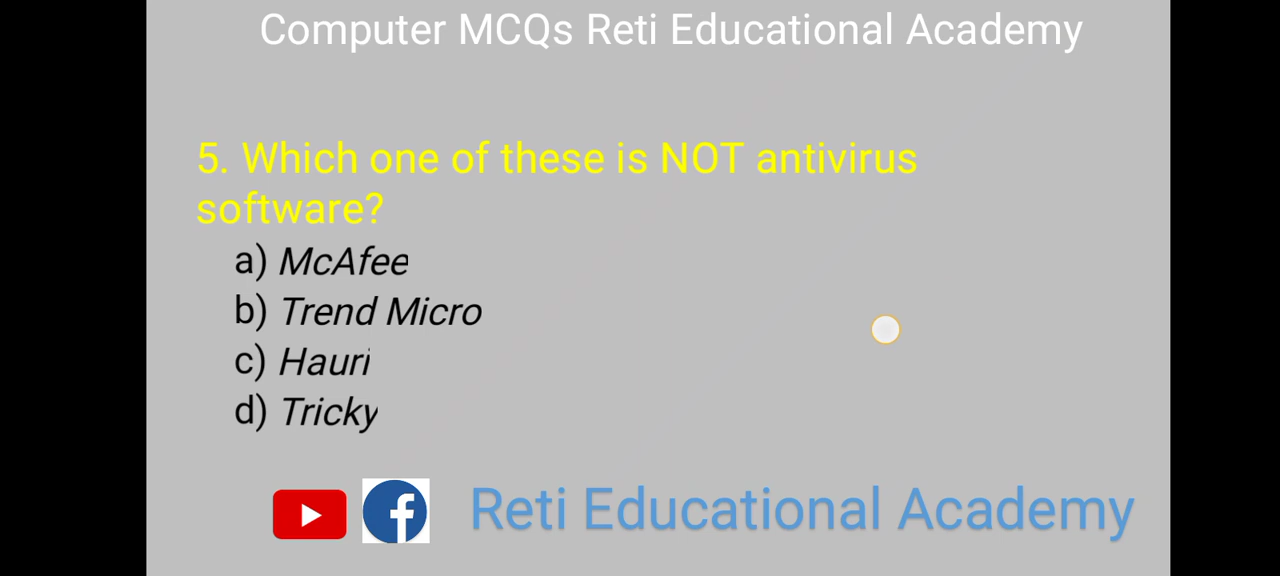 Computer MCQs Reti Educational Academy
5. Which one of these is NOT antivirus
software?
a) McAfee
b) Trend Micro
c) Hauri
d) Tricky
Reti Educational Academy